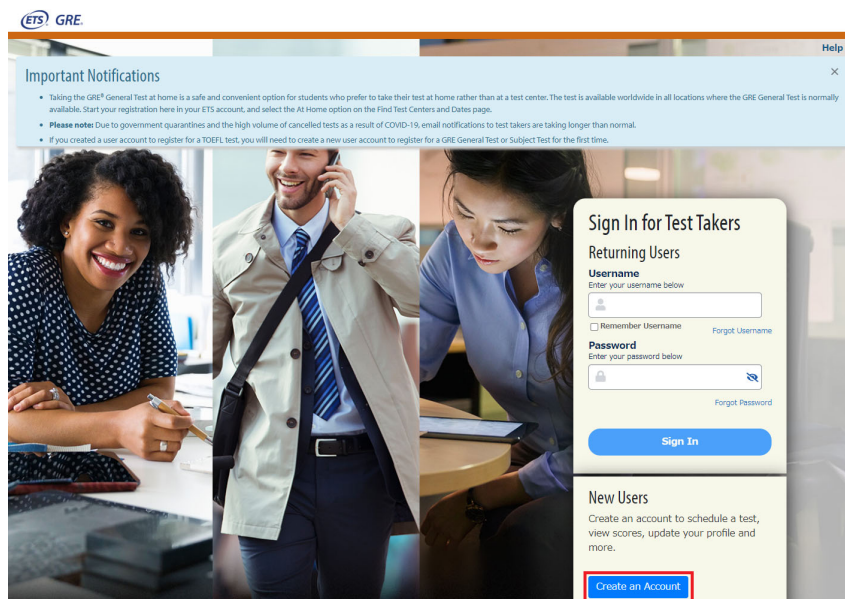 ETS GRE.
Help
Important Notifications
×
• Taking the GRE® General Test at home is a safe and convenient option for students who prefer to take their test at home rather than at a test center. The test is available worldwide in all locations where the GRE General Test is normally
available. Start your registration here in your ETS account, and select the At Home option on the Find Test Centers and Dates page.
• Please note: Due to government quarantines and the high volume of cancelled tests as a result of COVID-19, email notifications to test takers are taking longer than normal.
• If you created a user account to register for a TOEFL test, you will need to create a new user account to register for a GRE General Test or Subject Test for the first time.
Sign In for Test Takers
Returning Users
Username
Enter your username below
Remember Username
Forgot Username
Password
Enter your password below
Forgot Password
Sign In
New Users
Create an account to schedule a test,
view scores, update your profile and
more.
Create an Account